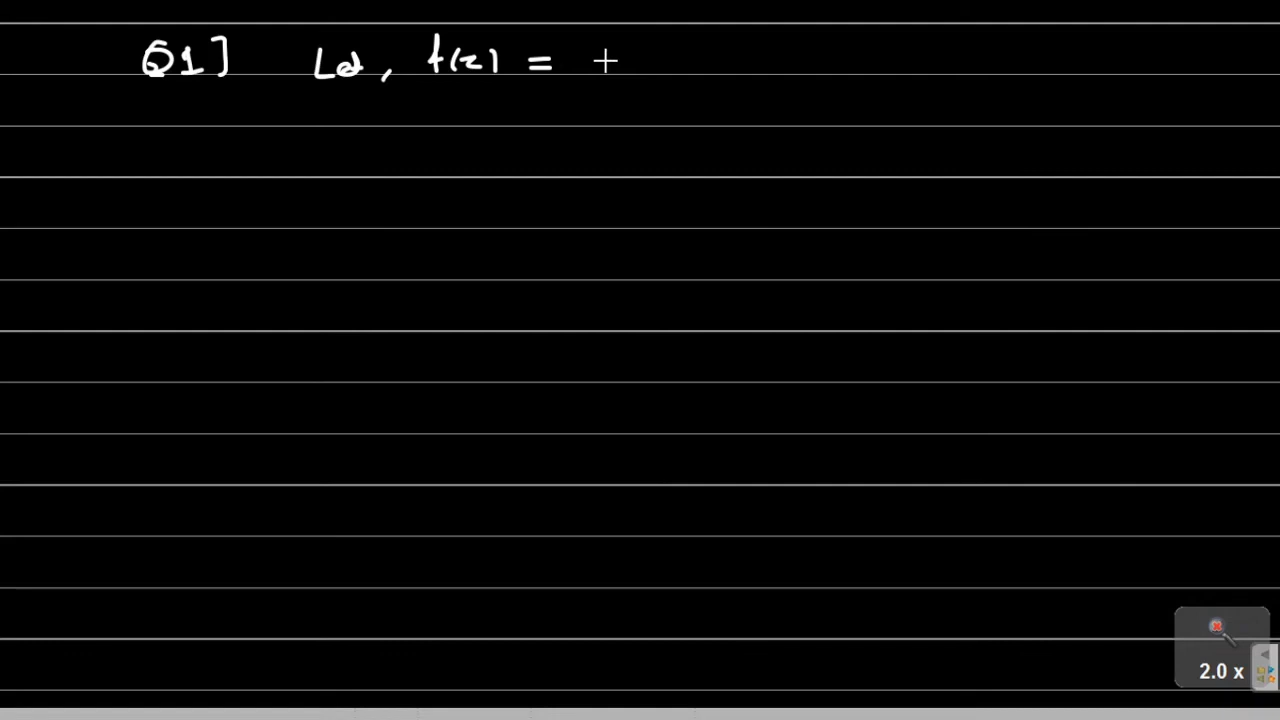 Q1] Let, f(z) =
2.0 x